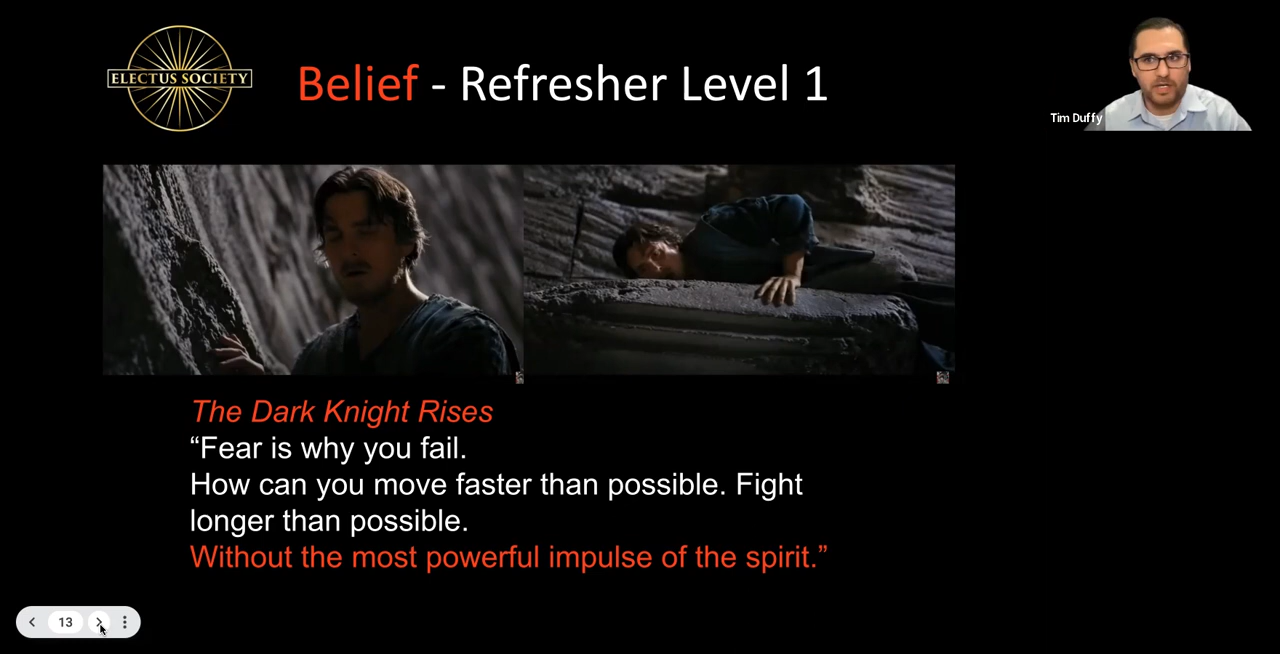 ELECTUS SOCIETY
Belief - Refresher Level 1
Tim Duffy
The Dark Knight Rises
“Fear is why you fail.
How can you move faster than possible. Fight
longer than possible.
Without the most powerful impulse of the spirit.”
13